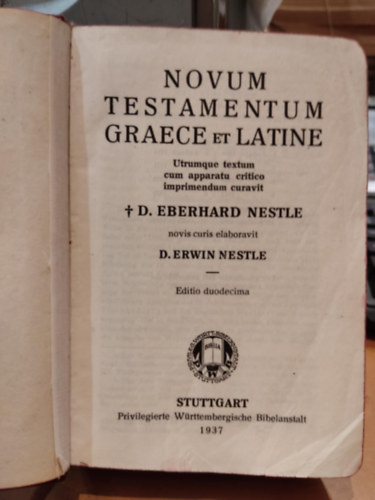 NOVUM
TESTAMENTUM
GRAECE ET LATINE
Utrumque textum
cum apparatu critico
imprimendum curavit
† D. EBERHARD NESTLE
novis curis elaboravit
D. ERWIN NESTLE
Editio duodecima
BIBLIA
STUTTGART
Privilegierte Württembergische Bibelanstalt
1937